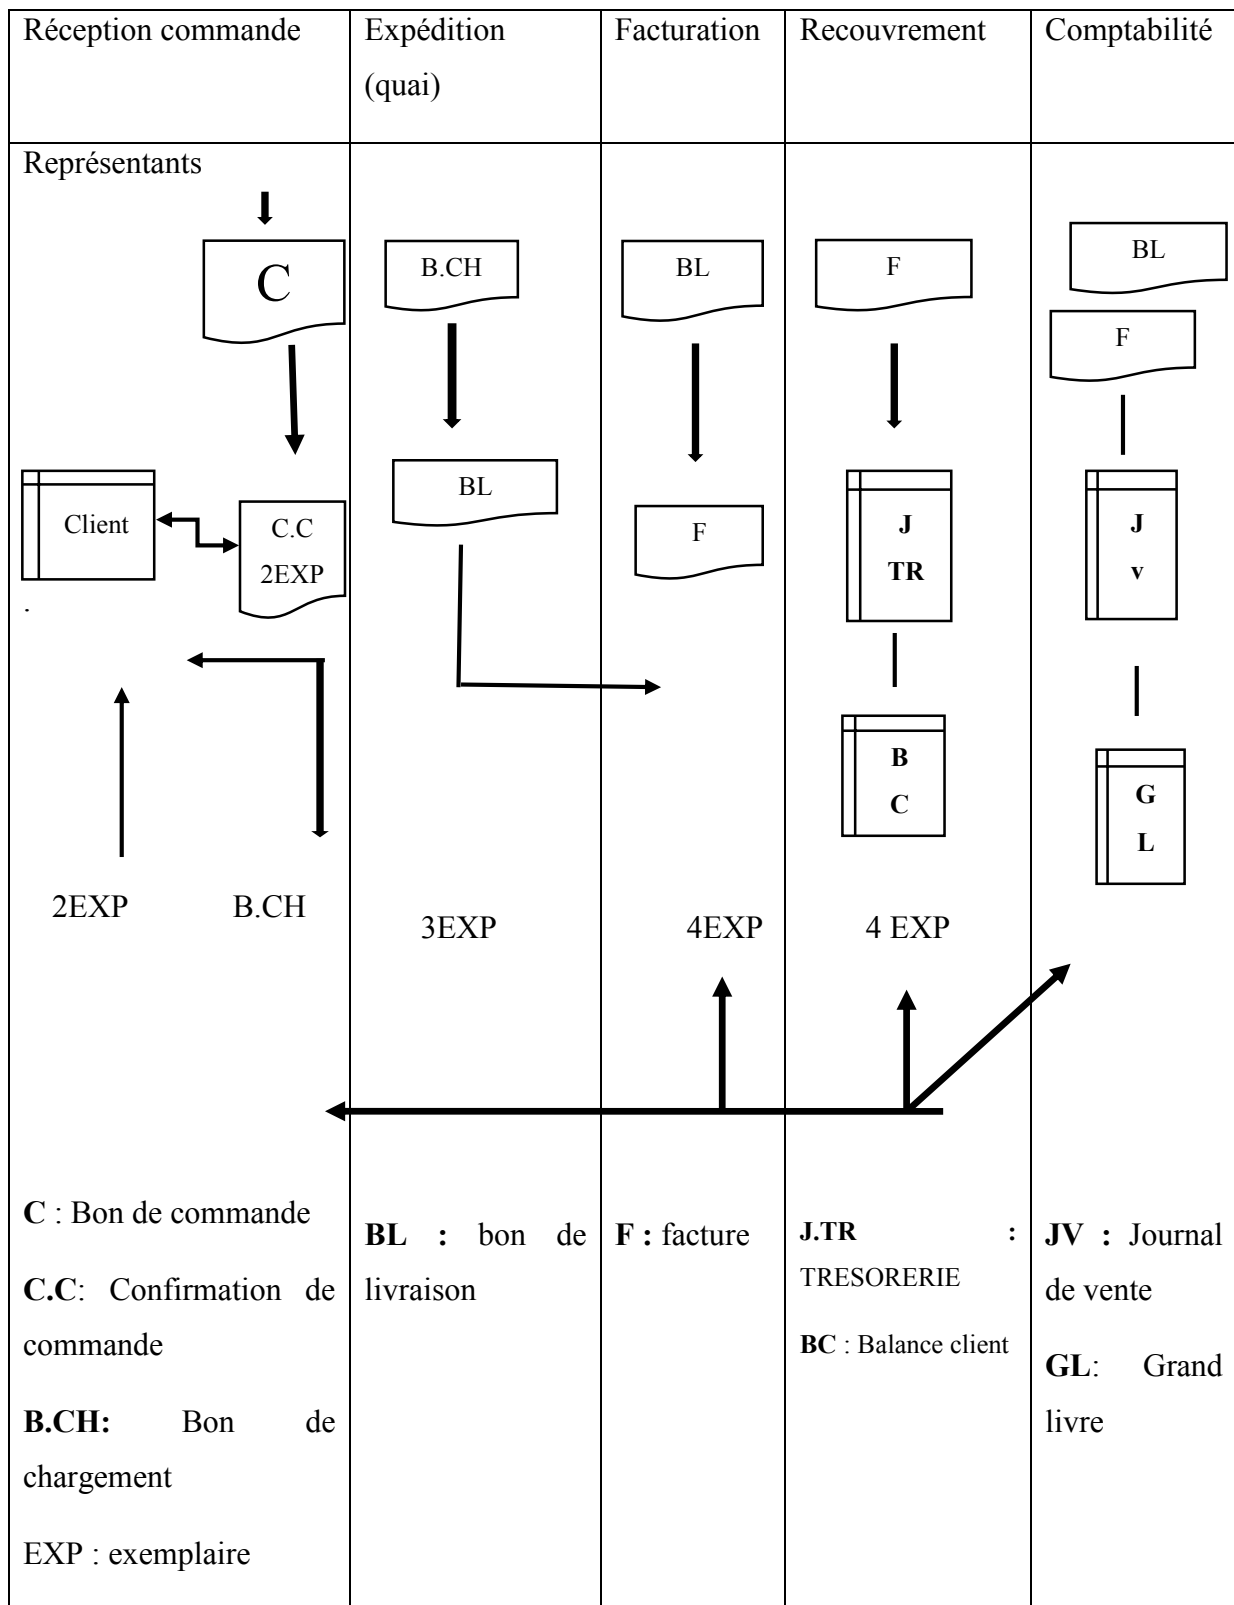 Réception commande
Expédition
(quai)
Facturation
Recouvrement
Comptabilité
Représentants
C
B.CH
BL
F
BL
F
Client
C.C
2EXP
.
BL
F
J
TR
J
v
B
C
G
L
2EXP
B.CH
3EXP
4EXP
4 EXP
C : Bon de commande
C.C: Confirmation de
commande
B.CH: Bon de
chargement
EXP : exemplaire
BL : bon de
livraison
F : facture
J.TR :
TRESORERIE
BC : Balance client
JV : Journal
de vente
GL: Grand
livre